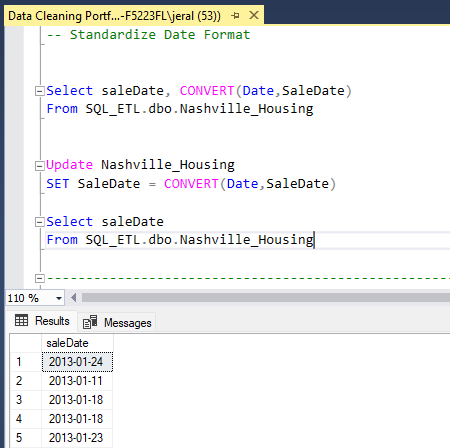 Data Cleaning Portf...-F5223FL\jeral (53))
-- Standardize Date Format
Select saleDate, CONVERT(Date,SaleDate)
From SQL_ETL.dbo.Nashville_Housing
Update Nashville_Housing
SET SaleDate = CONVERT(Date,SaleDate)
Select saleDate
From SQL_ETL.dbo.Nashville_Housing
110 %
Results Messages
saleDate
1 2013-01-24
2 2013-01-11
3 2013-01-18
4 2013-01-18
5 2013-01-23